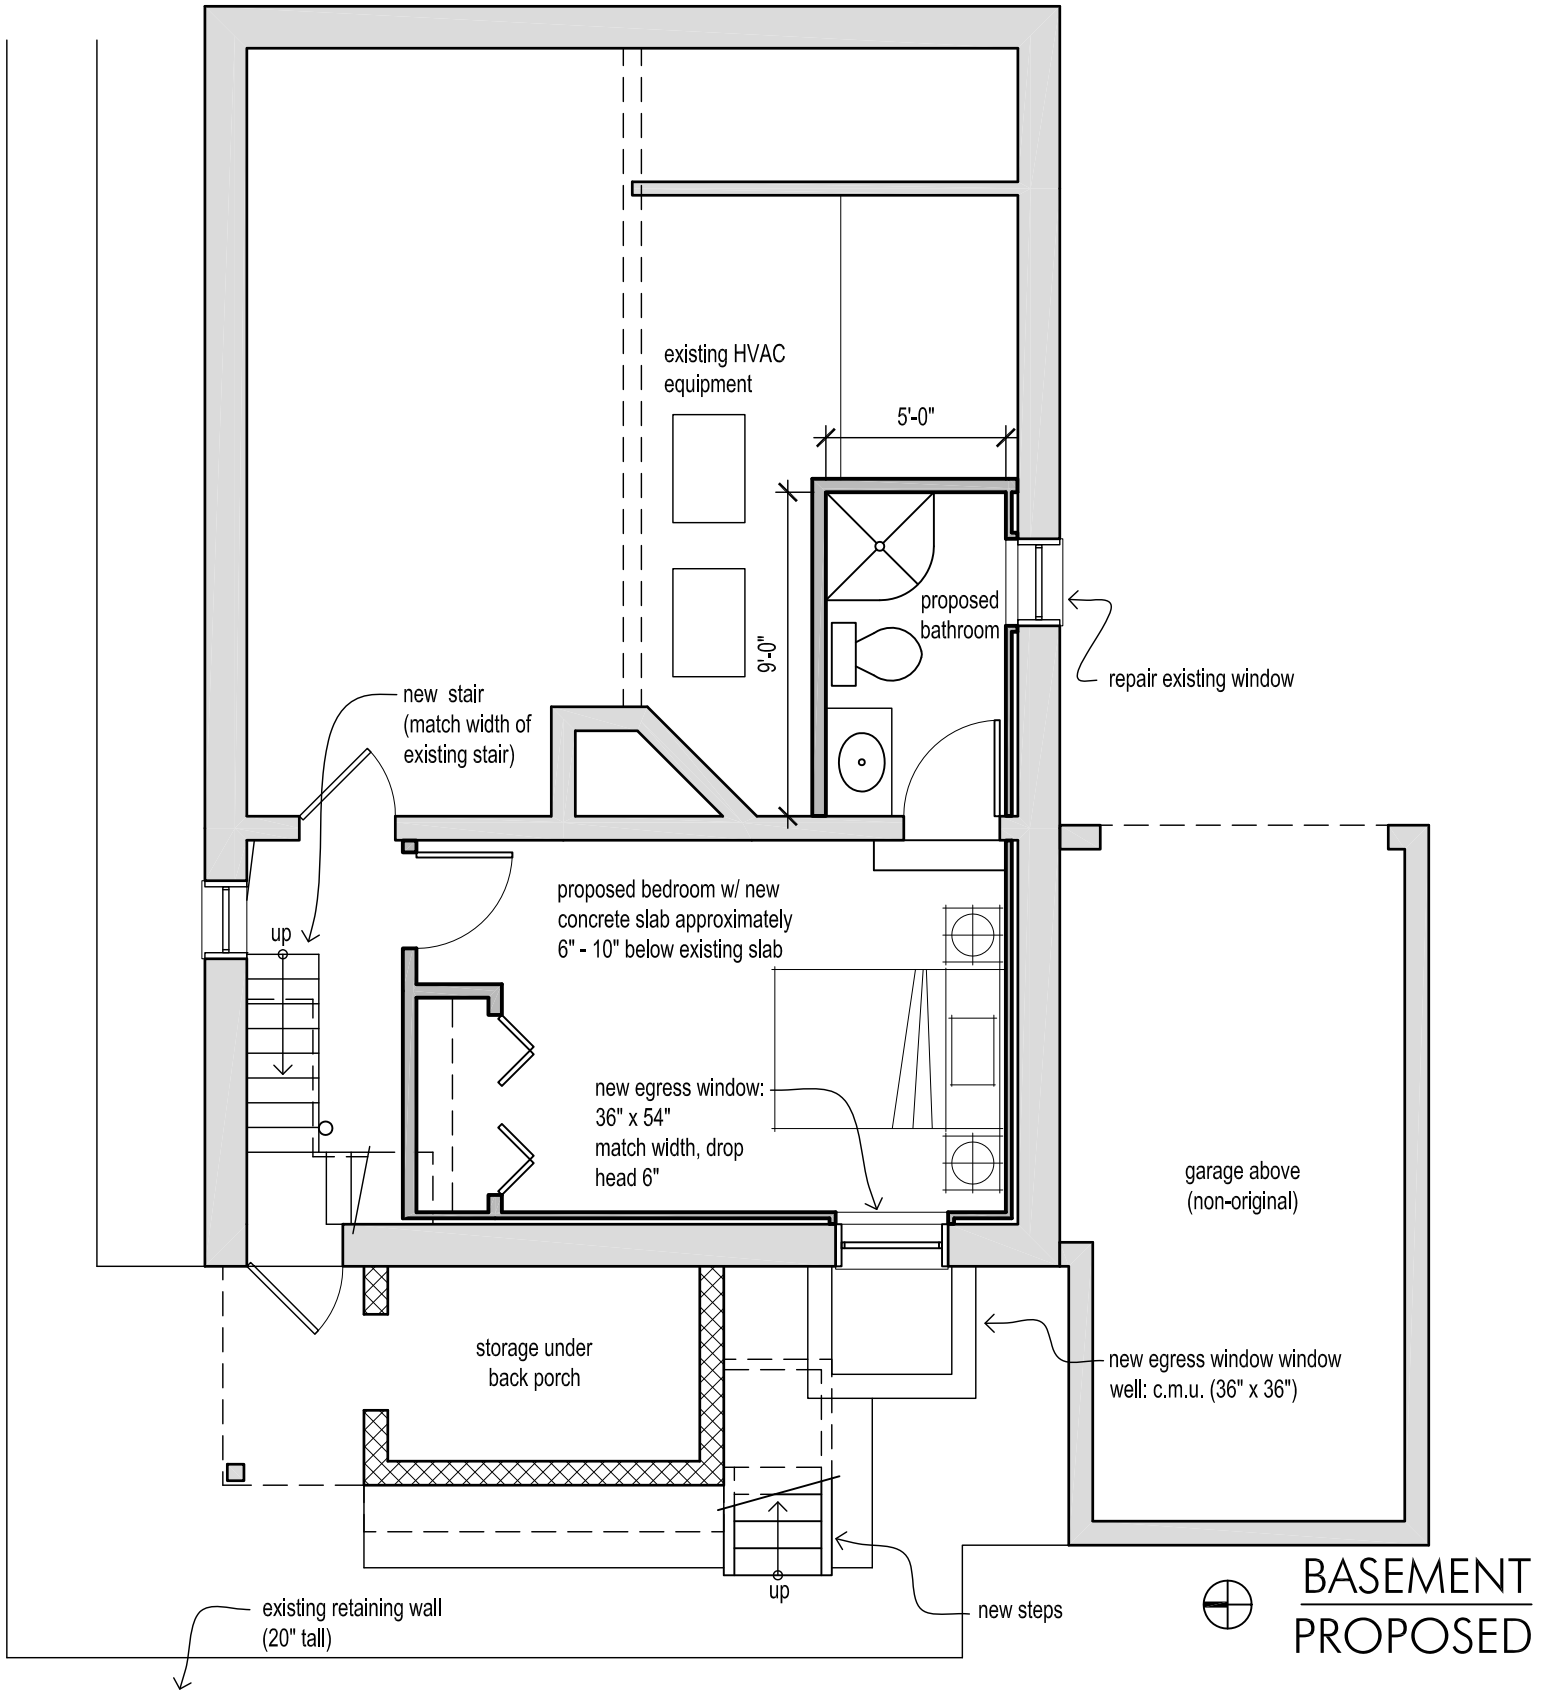 existing HVAC
equipment
5'-0"
9'-0"
proposed
bathroom
repair existing window
new stair
(match width of
existing stair)
up
proposed bedroom w/ new
concrete slab approximately
6" - 10" below existing slab
new egress window:
36" x 54"
match width, drop
head 6"
garage above
(non-original)
storage under
back porch
new egress window window
well: c.m.u. (36" x 36")
up
new steps
existing retaining wall
(20" tall)
BASEMENT
PROPOSED